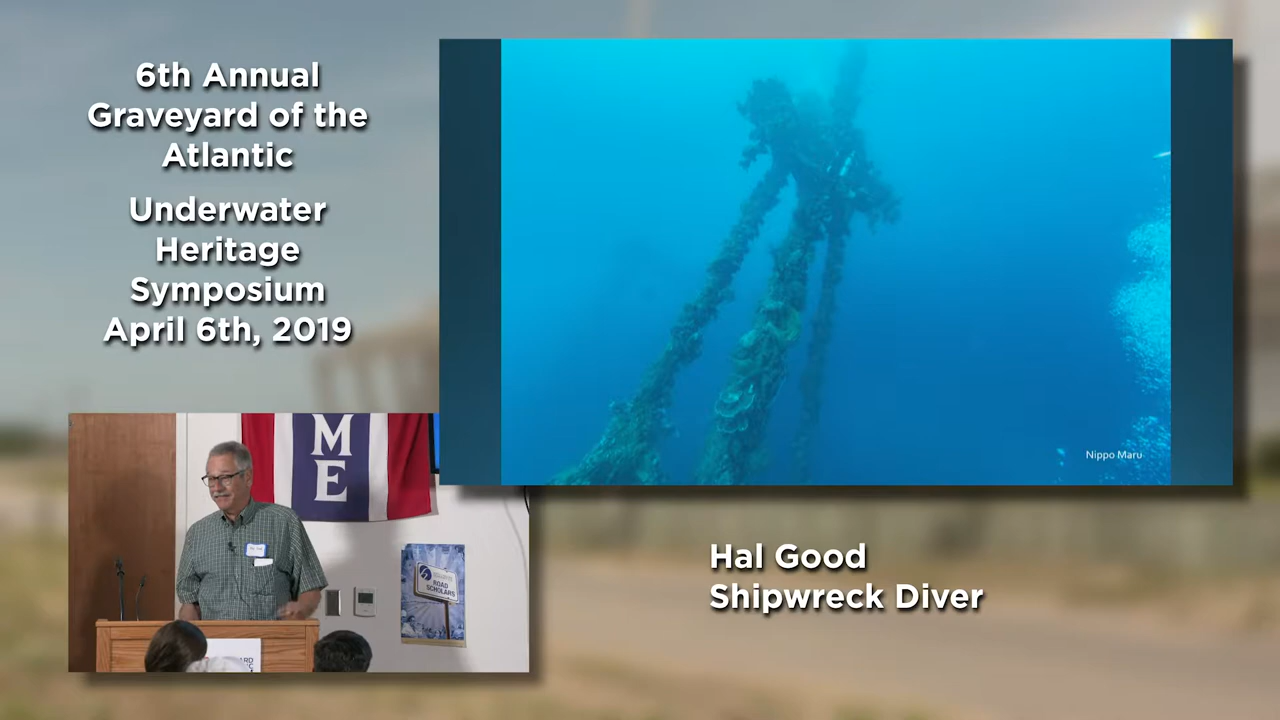 6th Annual
Graveyard of the
Atlantic
Underwater
Heritage
Symposium
April 6th, 2019
Nippo Maru
M
E
ROAD
SCHOLARS
Hal Good
Shipwreck Diver